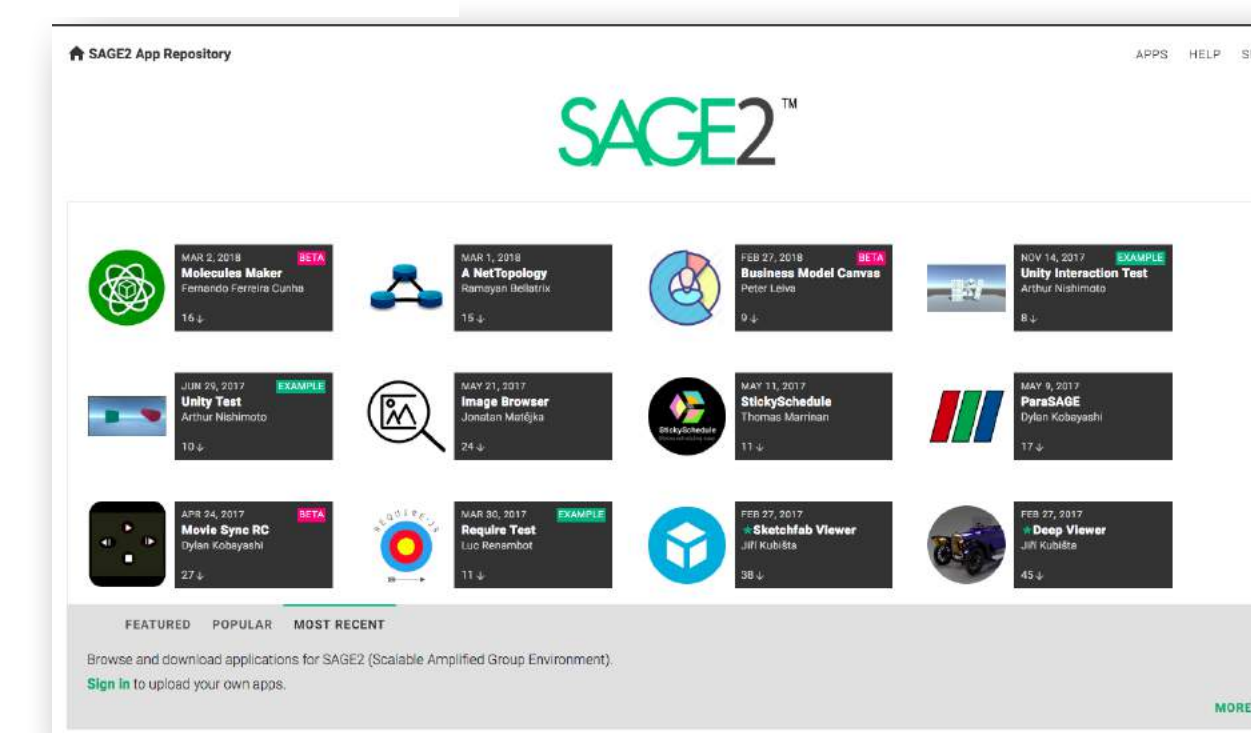 SAGE2 App Repository
APPS HELP
SAGE2™
MAR 2, 2018 BETA
Molecules Maker
Fernando Ferreira Cunha
16↓
MAR 1, 2018
A NetTopology
Ramayan Bellatrix
15↓
FEB 27, 2018 BETA
Business Model Canvas
Peter Leiva
9↓
NOV 14, 2017 EXAMPLE
Unity Interaction Test
Arthur Nishimoto
8↓
JUN 29, 2017 EXAMPLE
Unity Test
Arthur Nishimoto
10↓
MAY 21, 2017
Image Browser
Jonatan Matějka
24↓
StickySchedule
MAY 11, 2017
StickySchedule
Thomas Marrinan
11↓
MAY 9, 2017
ParaSAGE
Dylan Kobayashi
17↓
APR 24, 2017 BETA
Movie Sync RC
Dylan Kobayashi
27↓
REQUIRE-JS
MAR 30, 2017 EXAMPLE
Require Test
Luc Renambot
11↓
FEB 27, 2017
★Sketchfab Viewer
Jiří Kubišta
38↓
FEB 27, 2017
★Deep Viewer
Jiří Kubišta
45↓
FEATURED POPULAR MOST RECENT
Browse and download applications for SAGE2 (Scalable Amplified Group Environment).
Sign in to upload your own apps.
MORE